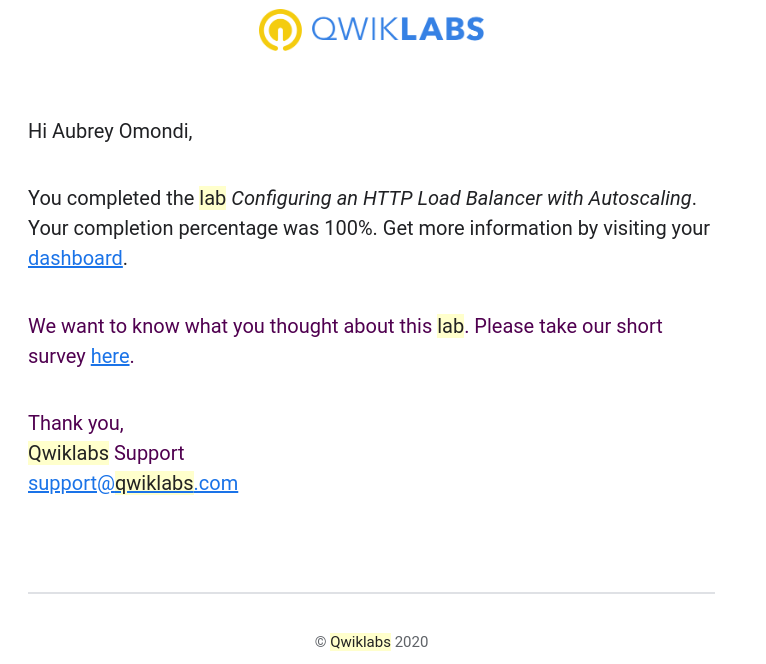 QWIKLABS
Hi Aubrey Omondi,
You completed the lab Configuring an HTTP Load Balancer with Autoscaling.
Your completion percentage was 100%. Get more information by visiting your
dashboard.
We want to know what you thought about this lab. Please take our short
survey here.
Thank you,
Qwiklabs Support
support@qwiklabs.com
© Qwiklabs 2020